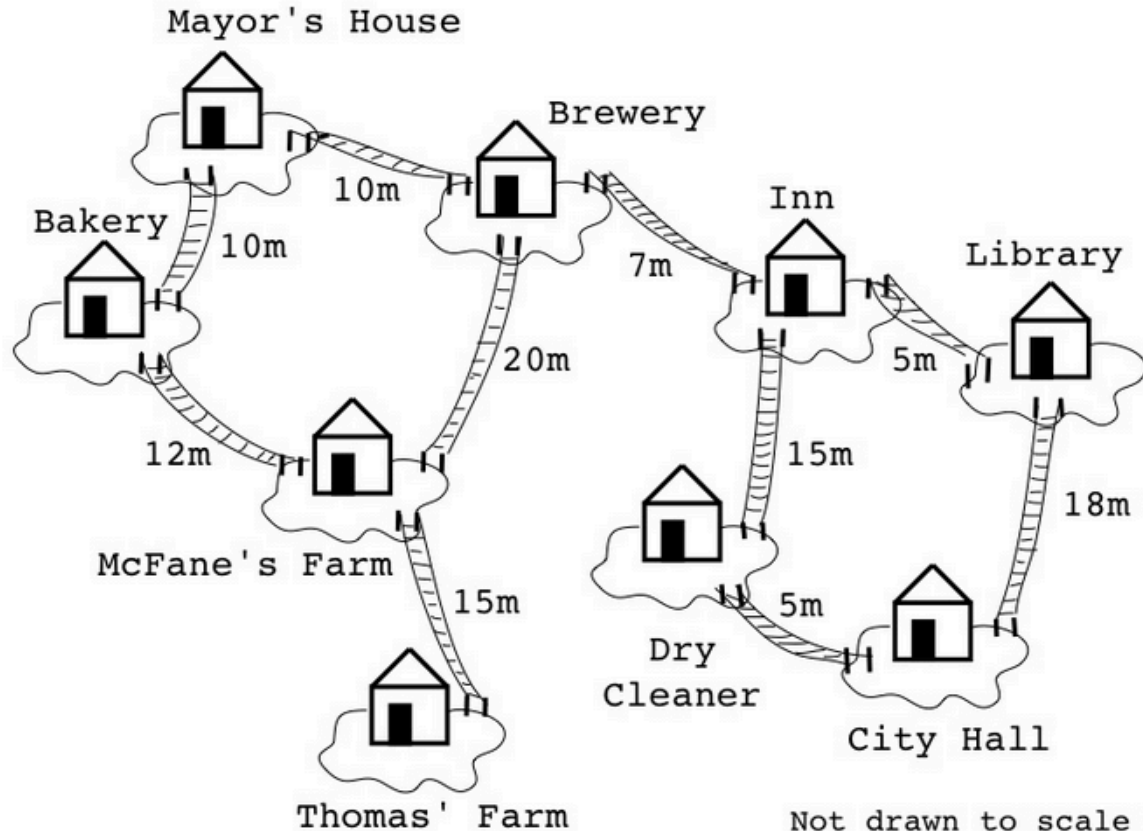 Mayor's House
Brewery
10m
Inn
Bakery
10m
7m
Library
20m
5m
12m
15m
18m
McFane's Farm
15m
5m
Dry
Cleaner
City Hall
Thomas' Farm
Not drawn to scale